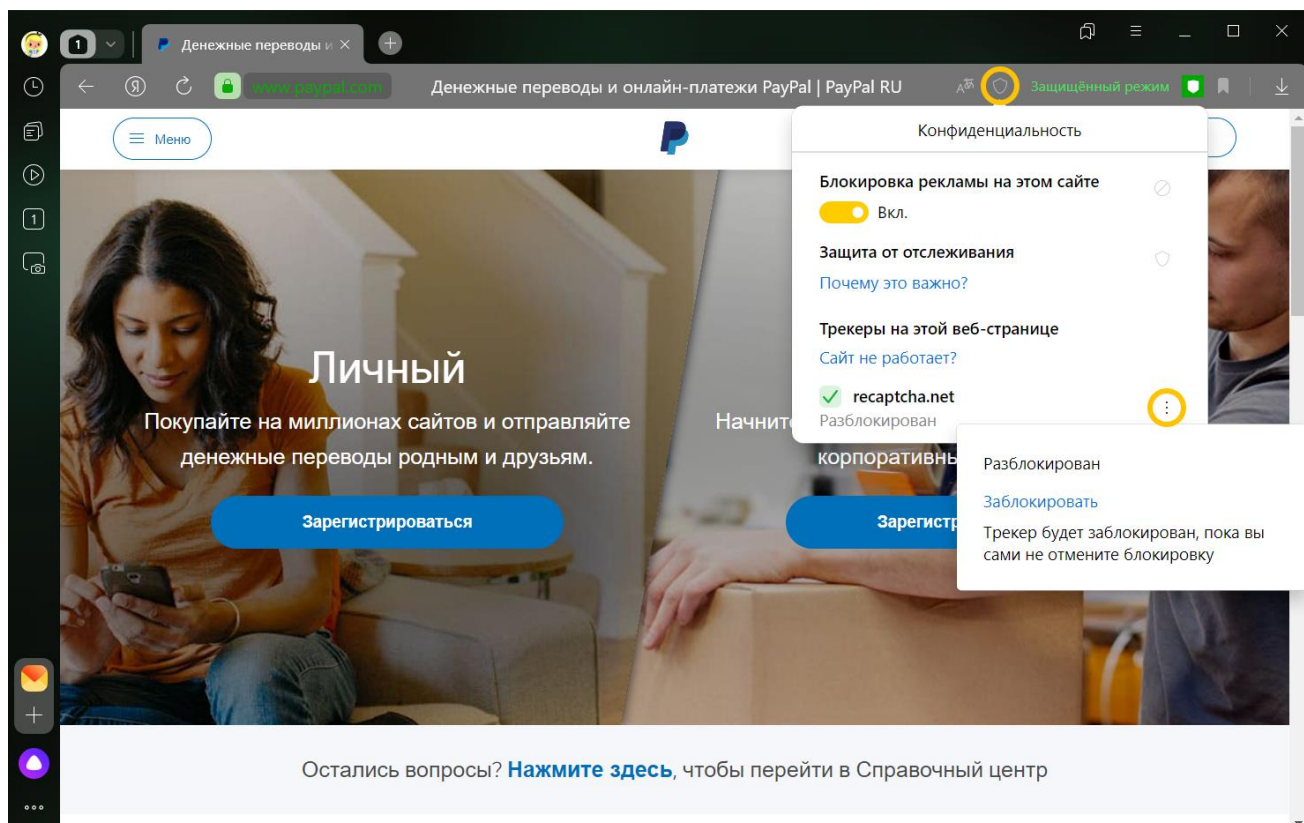 1
Денежные переводы и
Я
www.paypal.com
Денежные переводы и онлайн-платежи PayPal | PayPal RU
Защищённый режим
Меню
1
Конфиденциальность
Блокировка рекламы на этом сайте
Вкл.
Защита от отслеживания
Почему это важно?
Трекеры на этой веб-странице
Сайт не работает?
recaptcha.net
Разблокирован
Разблокирован
Заблокировать
Трекер будет заблокирован, пока вы
сами не отмените блокировку
Личный
Покупайте на миллионах сайтов и отправляйте
денежные переводы родным и друзьям.
Зарегистрироваться
Остались вопросы? Нажмите здесь, чтобы перейти в Справочный центр